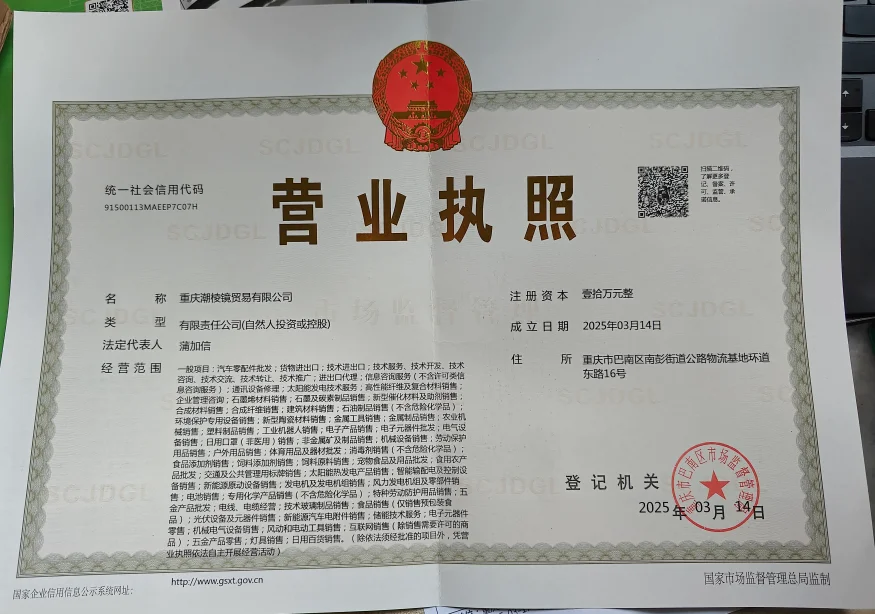 统一社会信用代码
91500113MAEEP7C07H
营业执照
扫描二维码，
了解更多登
记、备案、许
可、监管、承
诺信息。
名称 重庆潮棱镜贸易有限公司
类型 有限责任公司(自然人投资或控股)
法定代表人 蒲加信
经营范围 一般项目：汽车零配件批发；货物进出口；技术进出口；技术服务、技术开发、技术
咨询、技术交流、技术转让、技术推广；进出口代理；信息咨询服务（不含许可类信
息咨询服务）；通讯设备修理；太阳能发电技术服务；高性能纤维及复合材料销售；
企业管理咨询；石墨烯材料销售；石墨及碳素制品销售；新型催化材料及助剂销售；
合成材料销售；合成纤维销售；建筑材料销售；石油制品销售（不含危险化学品）；
环境保护专用设备销售；新型陶瓷材料销售；金属工具销售；金属制品销售；农业机
械销售；塑料制品销售；工业机器人销售；电子产品销售；电子元器件批发；电气设
备销售；日用口罩（非医用）销售；非金属矿及制品销售；机械设备销售；劳动保护
用品销售；户外用品销售；体育用品及器材批发；消毒剂销售（不含危险化学品）；
食品添加剂销售；饲料添加剂销售；饲料原料销售；宠物食品及用品批发；食用农产
品批发；交通及公共管理用标牌销售；太阳能热发电产品销售；智能输配电及控制设
备销售；新能源原动设备销售；发电机及发电机组销售；风力发电机组及零部件销
售；电池销售；专用化学产品销售（不含危险化学品）；特种劳动防护用品销售；五
金产品批发；电线、电缆经营；技术玻璃制品销售；食品销售（仅销售预包装食
品）；光伏设备及元器件销售；新能源汽车电附件销售；储能技术服务；电子元器件
零售；机械电气设备销售；风动和电动工具销售；互联网销售（除销售需要许可的商
品）；五金产品零售；灯具销售；日用百货销售。（除依法须经批准的项目外，凭营
业执照依法自主开展经营活动）
注册资本 壹拾万元整
成立日期 2025年03月14日
住所 重庆市巴南区南彭街道公路物流基地环道
东路16号
登记机关
重庆市巴南区市场监督管理局
2025年03月14日
国家企业信用信息公示系统网址：
http://www.gsxt.gov.cn
国家市场监督管理总局监制